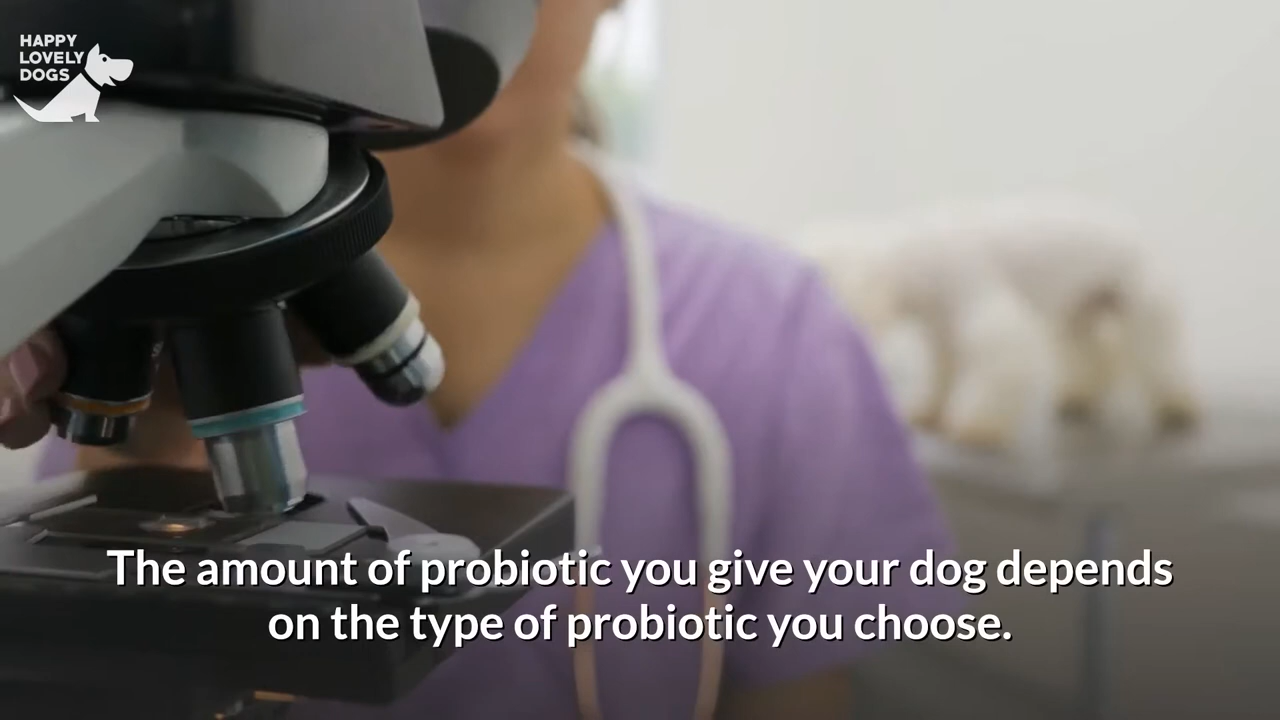 HAPPY
LOVELY
DOGS
The amount of probiotic you give your dog depends
on the type of probiotic you choose.